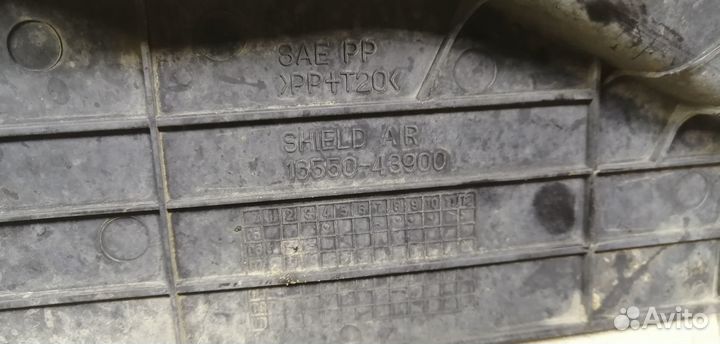 SAE PP
>PP+T20<
SHIELD AR
16550-43900
1 2 3 4 5 6 7 8 9 10 11 12
Avito